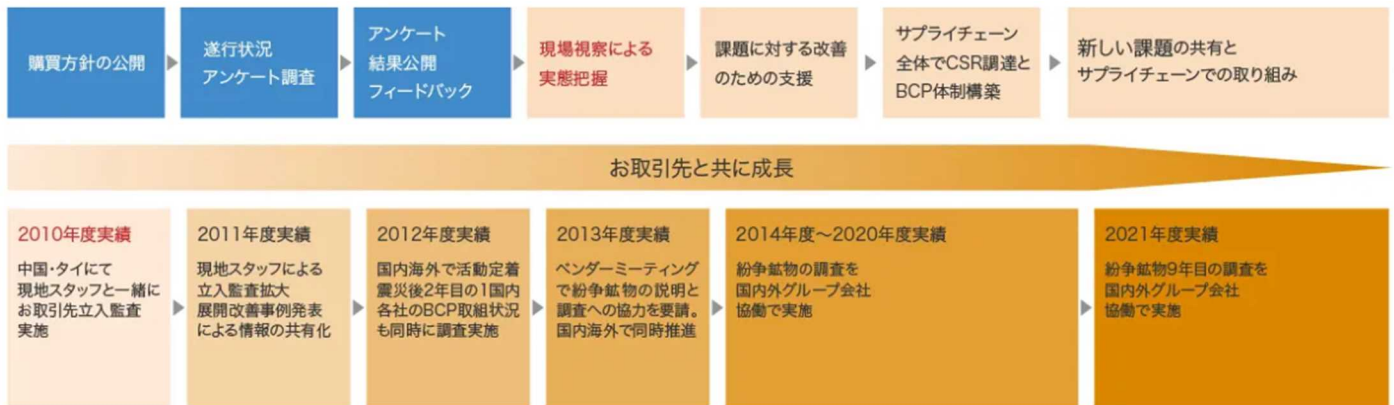 購買方針の公開
遂行状況
アンケート調査
アンケート
結果公開
フィードバック
現場視察による
実態把握
課題に対する改善
のための支援
サプライチェーン
全体でCSR調達と
BCP体制構築
新しい課題の共有と
サプライチェーンでの取り組み
お取引先と共に成長
2010年度実績
中国・タイにて
現地スタッフと一緒に
お取引先立入監査
実施
2011年度実績
現地スタッフによる
立入監査拡大
展開改善事例発表
による情報の共有化
2012年度実績
国内海外で活動定着
震災後2年目の1国内
各社のBCP取組状況
も同時に調査実施
2013年度実績
ベンダーミーティング
で紛争鉱物の説明と
調査への協力を要請。
国内海外で同時推進
2014年度～2020年度実績
紛争鉱物の調査を
国内外グループ会社
協働で実施
2021年度実績
紛争鉱物9年目の調査を
国内外グループ会社
協働で実施